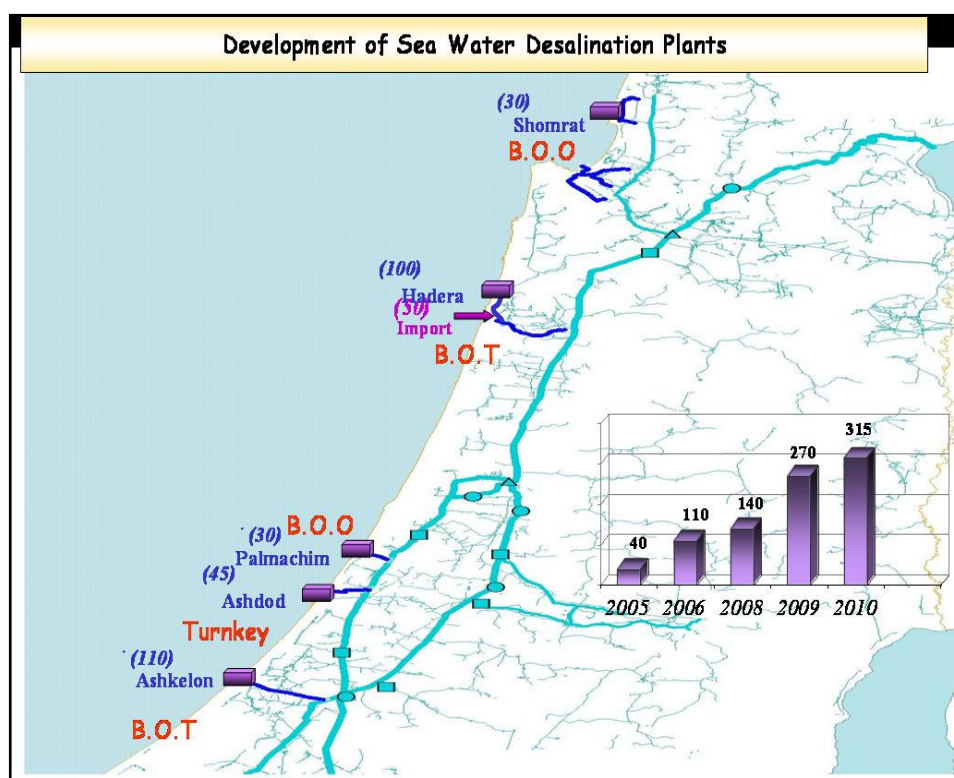 Development of Sea Water Desalination Plants
(30)
Shomrat
B.O.O
(100)
Hadera
(50)
Import
B.O.T
B.O.O
(30)
Palmachim
(45)
Ashdod
Turnkey
(110)
Ashkelon
B.O.T
40
110
140
270
315
2005 2006 2008 2009 2010